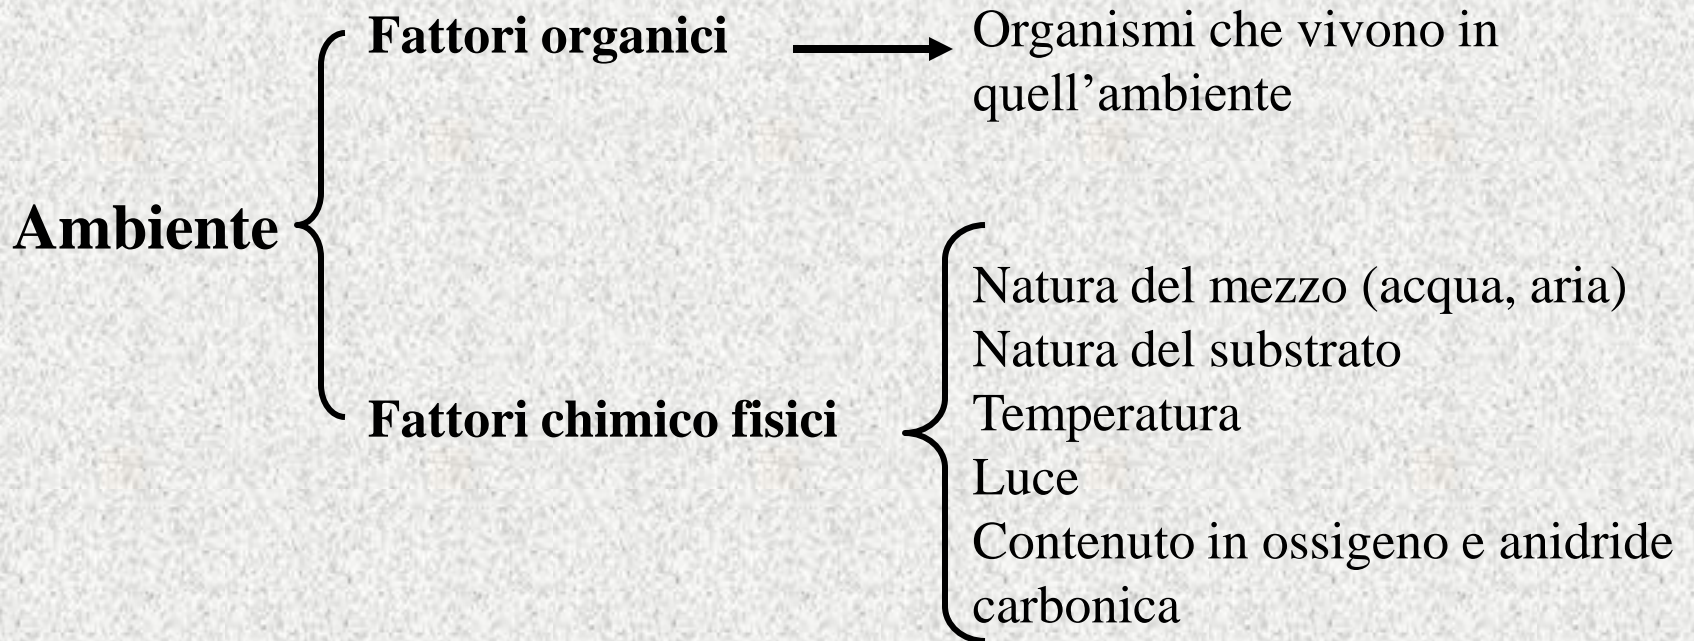 Fattori organici
Organismi che vivono in
quell’ambiente
Ambiente
Fattori chimico fisici
Natura del mezzo (acqua, aria)
Natura del substrato
Temperatura
Luce
Contenuto in ossigeno e anidride
carbonica